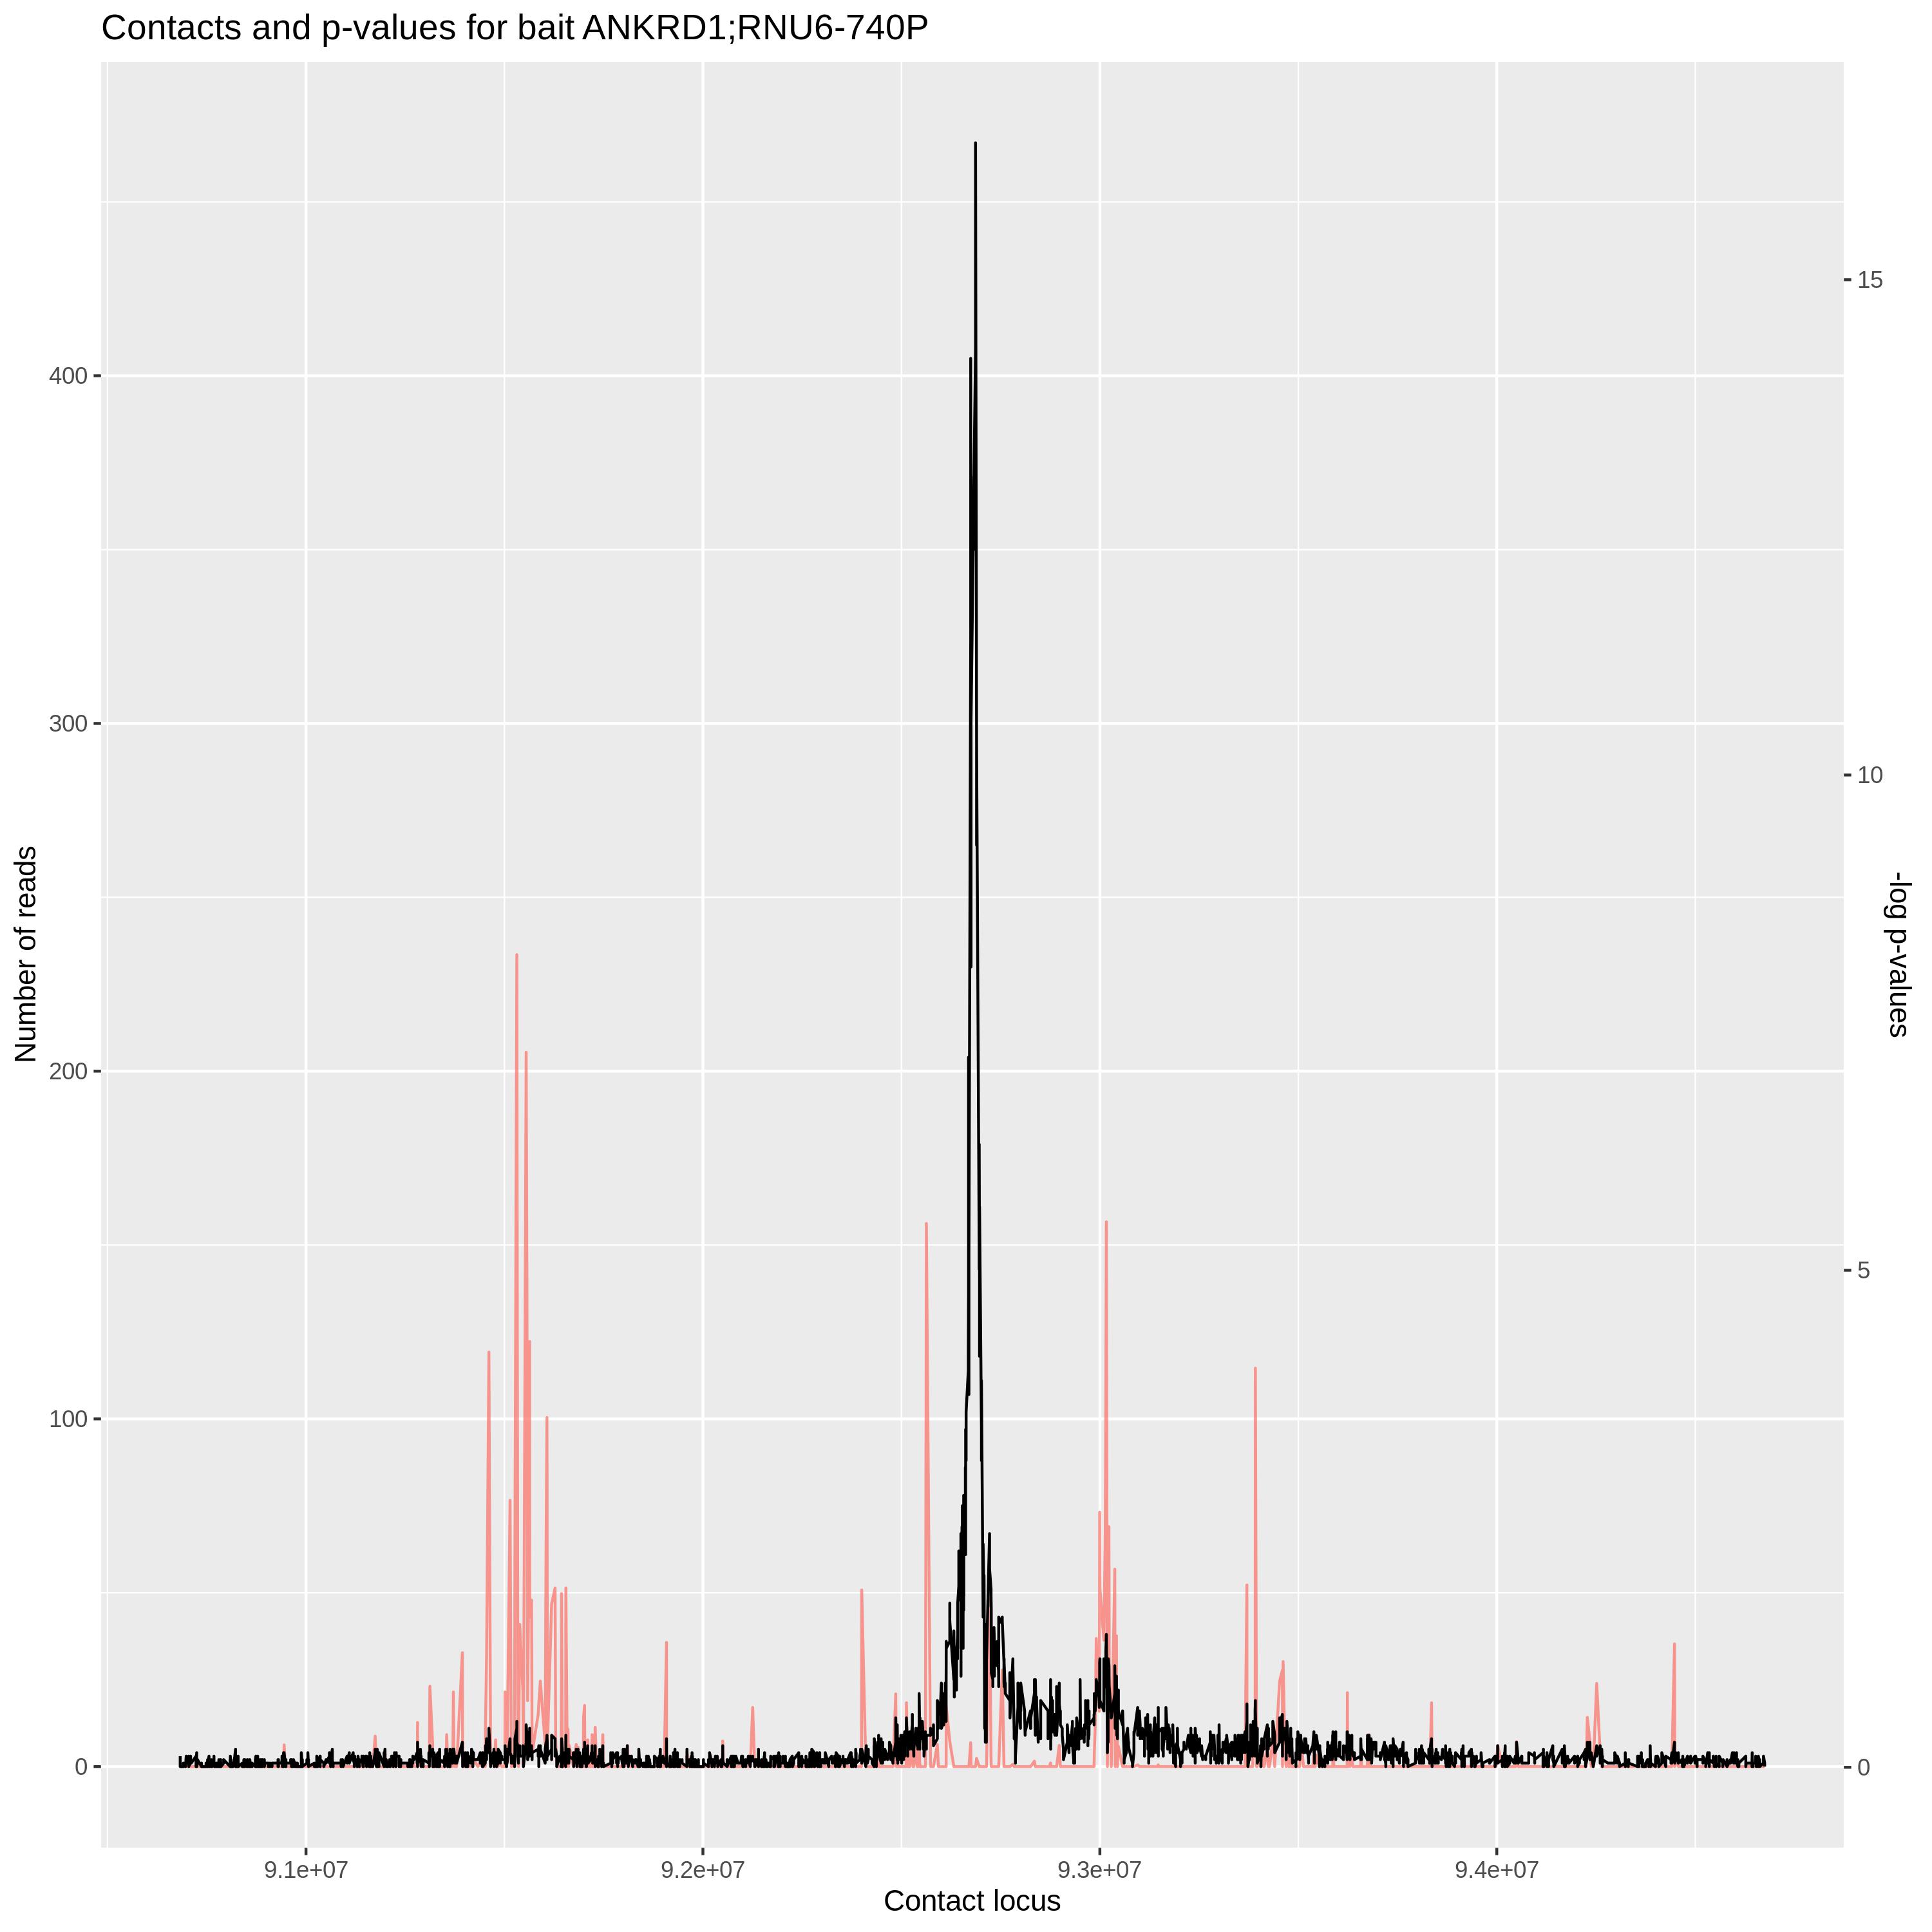 Contacts and p-values for bait ANKRD1;RNU6-740P
400
300
200
100
0
Number of reads
15
10
5
0
-log p-values
9.1e+07
9.2e+07
9.3e+07
9.4e+07
Contact locus